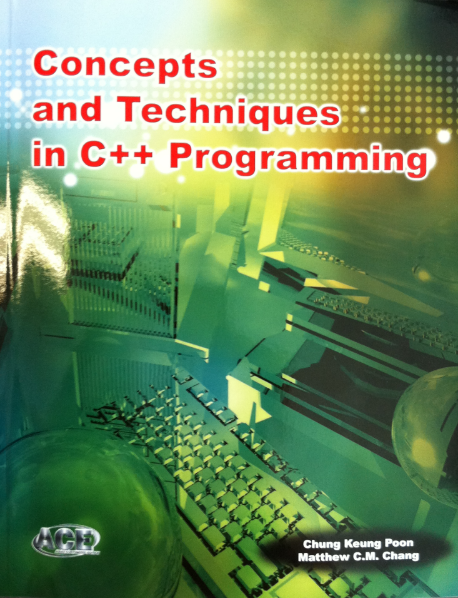 Concepts
and Techniques
in C++ Programming
ACE
Chung Keung Poon
Matthew C.M. Chang